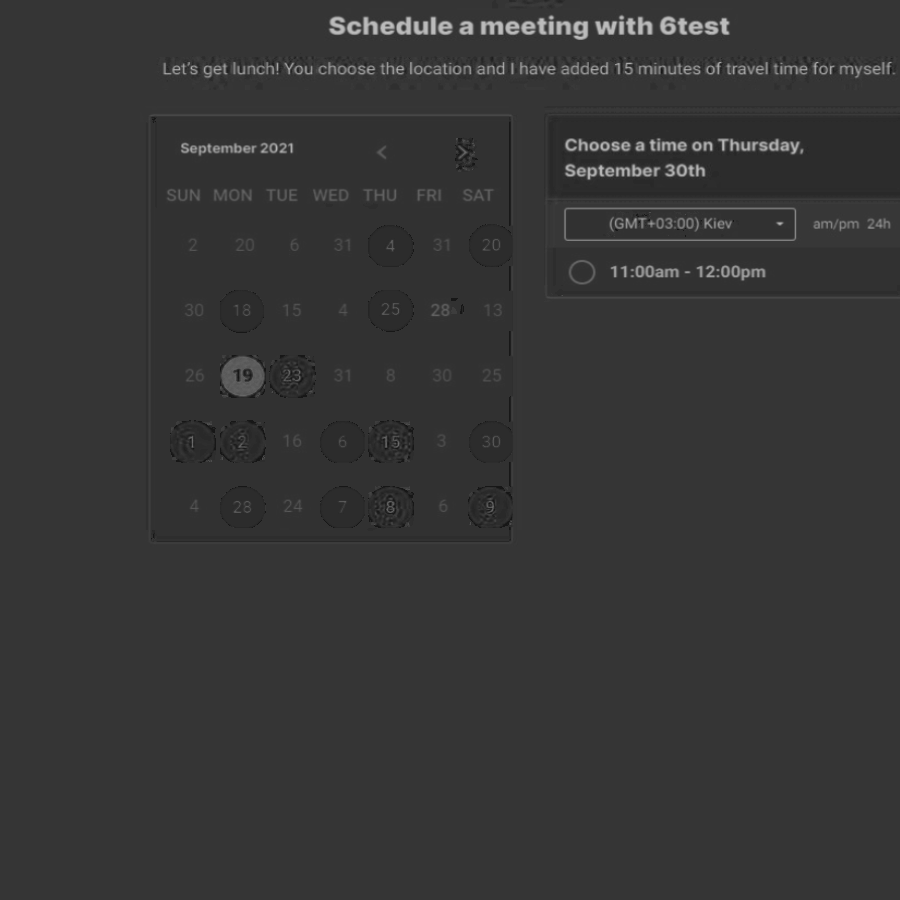 Schedule a meeting with 6test
Let's get lunch! You choose the location and I have added 15 minutes of travel time for myself.
September 2021
SUN MON TUE WED THU FRI SAT
2 20 6 31 4 31 20
30 18 15 4 25 28 13
26 19 23 31 8 30 25
1 2 16 6 15 3 30
4 28 24 7 8 6 9
Choose a time on Thursday,
September 30th
(GMT+03:00) Kiev am/pm 24h
11:00am - 12:00pm